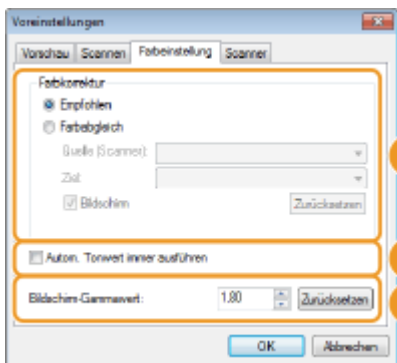 Voreinstellungen
Vorschau Scannen Farbeinstellung Scanner
Farbkorrektur
Empfohlen
Farbabgleich
Quelle (Scanner):
Ziel:
Bildschirm Zurücksetzen
Autom. Tonwert immer ausführen
Bildschirm-Gammawert: 1,80 Zurücksetzen
OK Abbrechen